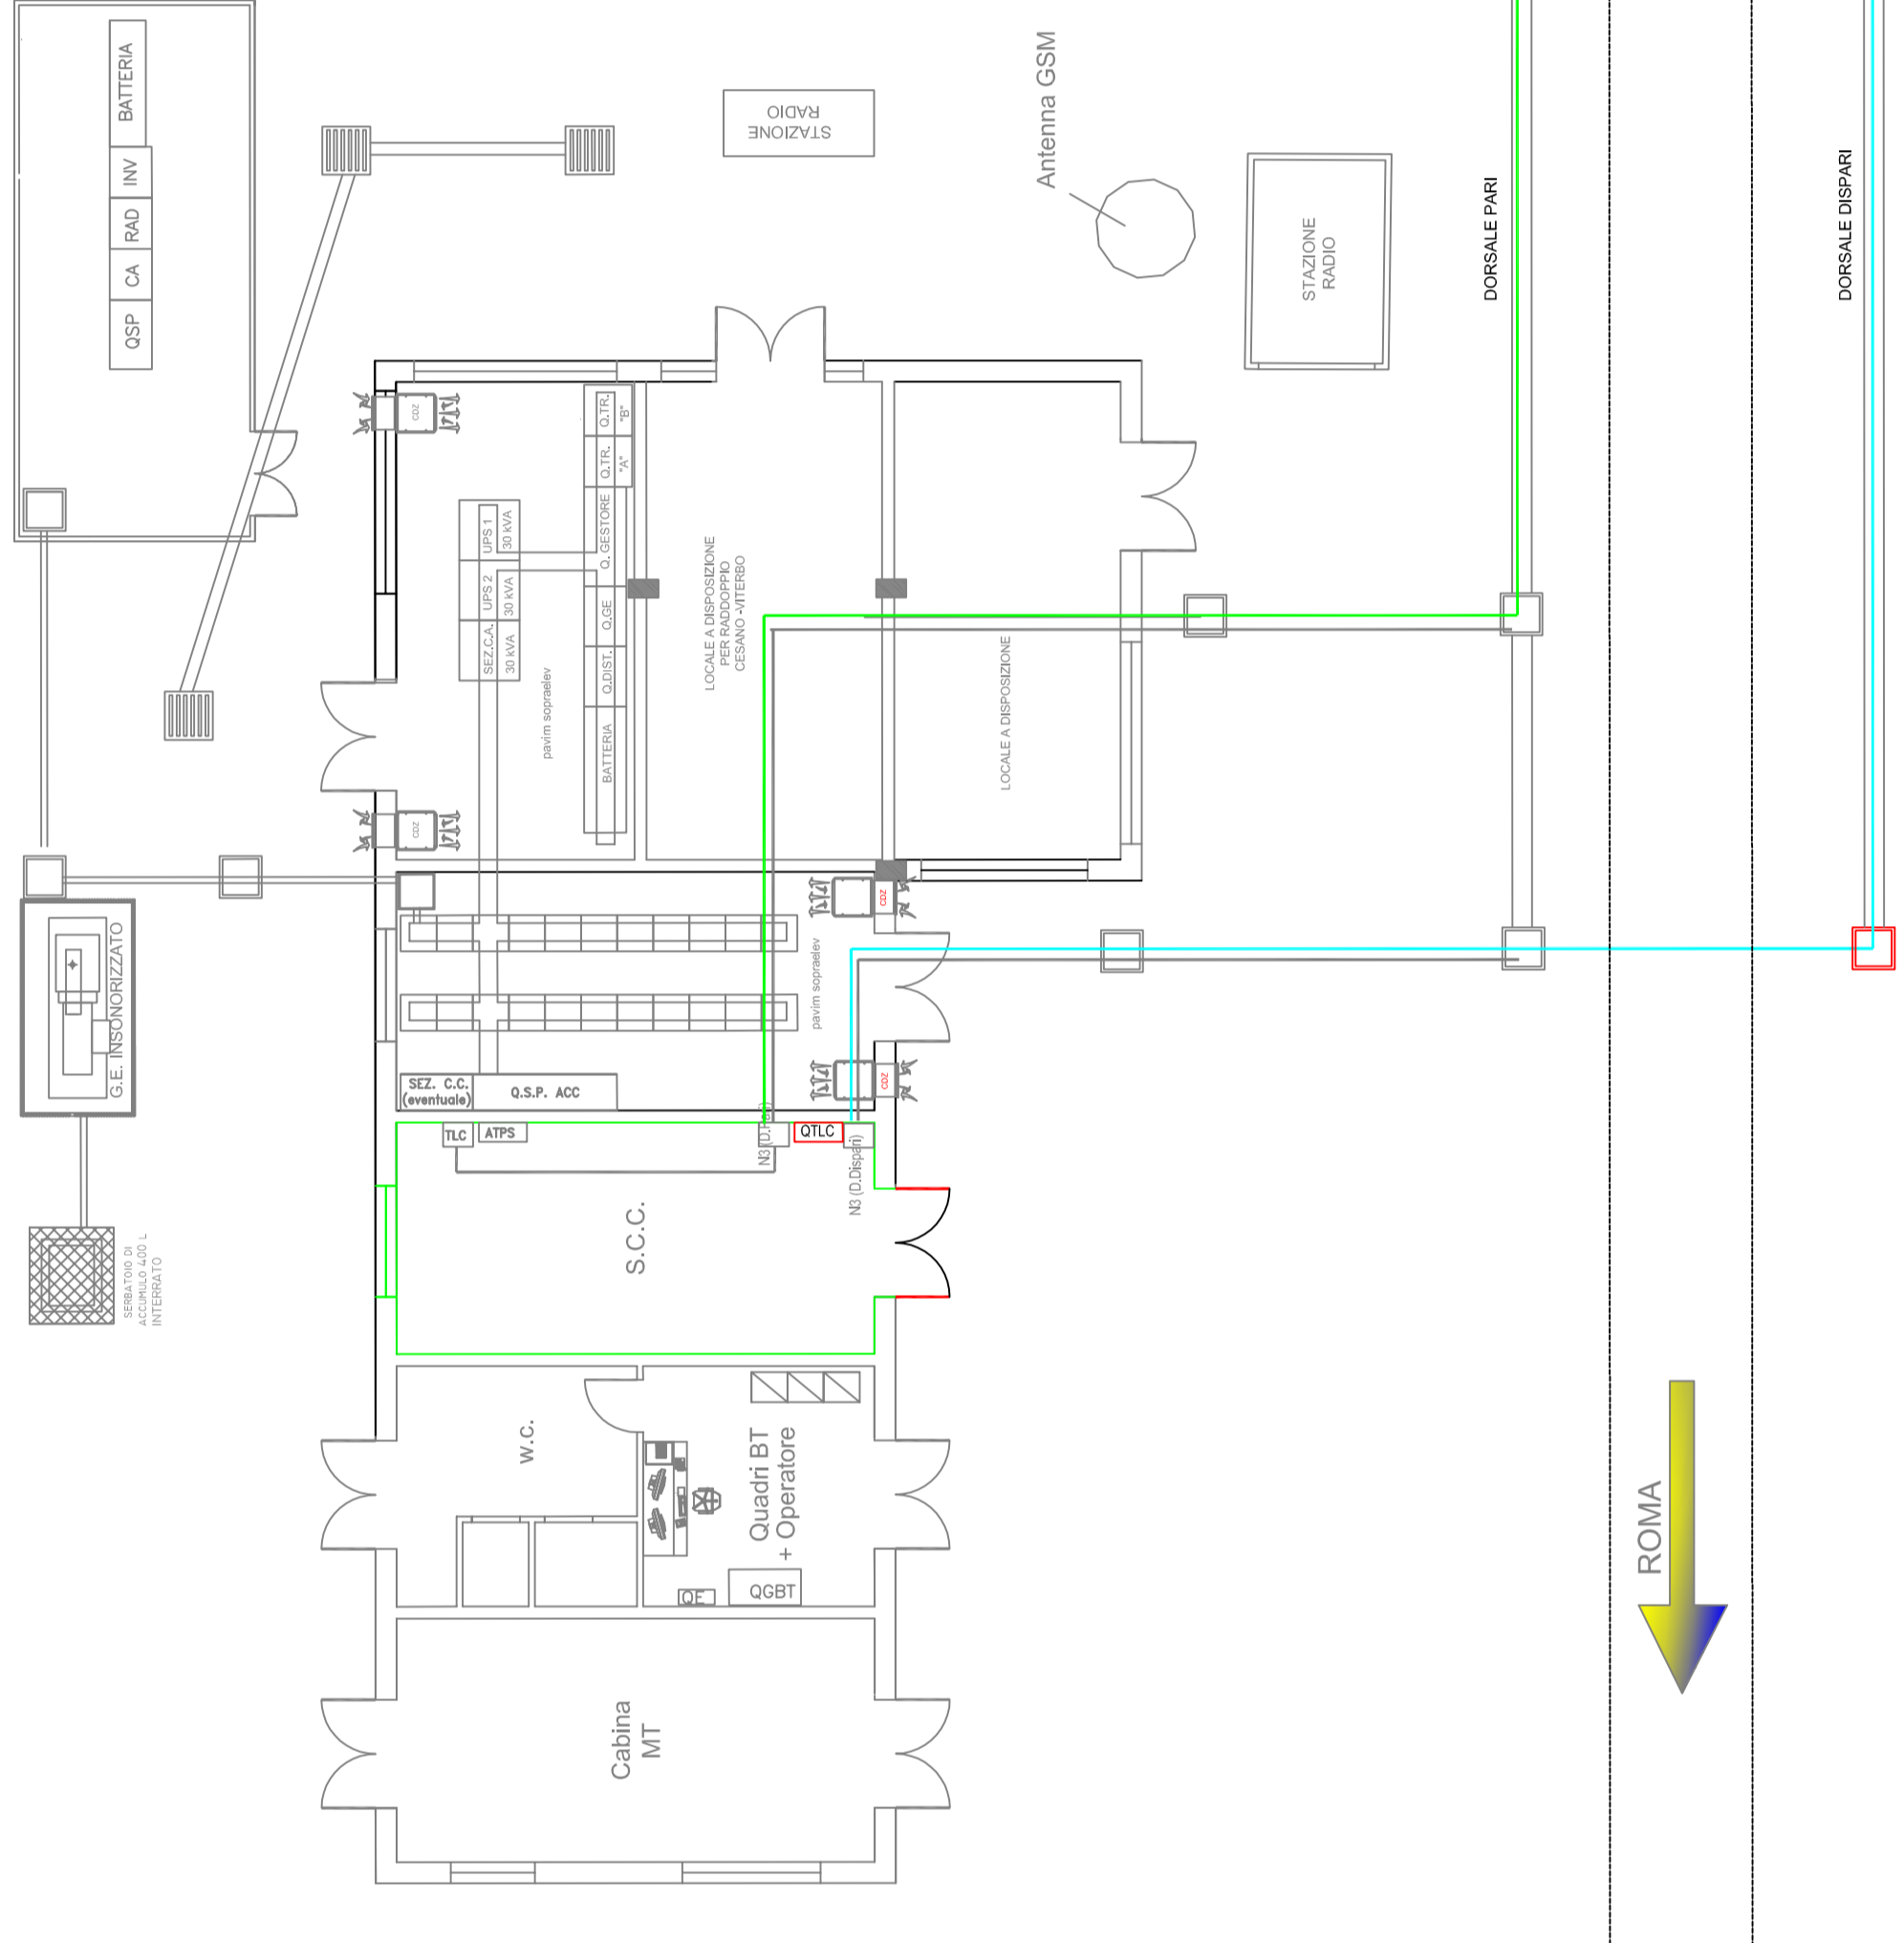 BATTERIA
INV
RAD
CA
QSP
STAZIONE
RADIO
Antenna GSM
STAZIONE
RADIO
DORSALE PARI
DORSALE DISPARI
CDZ
Q.TR.
"B"
Q.TR.
"A"
Q. GESTORE
Q.GE
Q.DIST.
BATTERIA
UPS 1
30 kVA
UPS 2
30 kVA
SEZ.C.A.
30 kVA
pavim sopraelev
LOCALE A DISPOSIZIONE
PER RADDOPPIO
CESANO -VITERBO
LOCALE A DISPOSIZIONE
CDZ
CDZ
pavim sopraelev
CDZ
G.E. INSONORIZZATO
SEZ. C.C.
(eventuale)
Q.S.P. ACC
TLC
ATPS
N3 (D.Pari)
QTLC
N3 (D.Dispari)
S.C.C.
SERBATOIO DI
ACCUMULO 400 L
INTERRATO
w.c.
Quadri BT
+ Operatore
QE
QGBT
ROMA
Cabina
MT